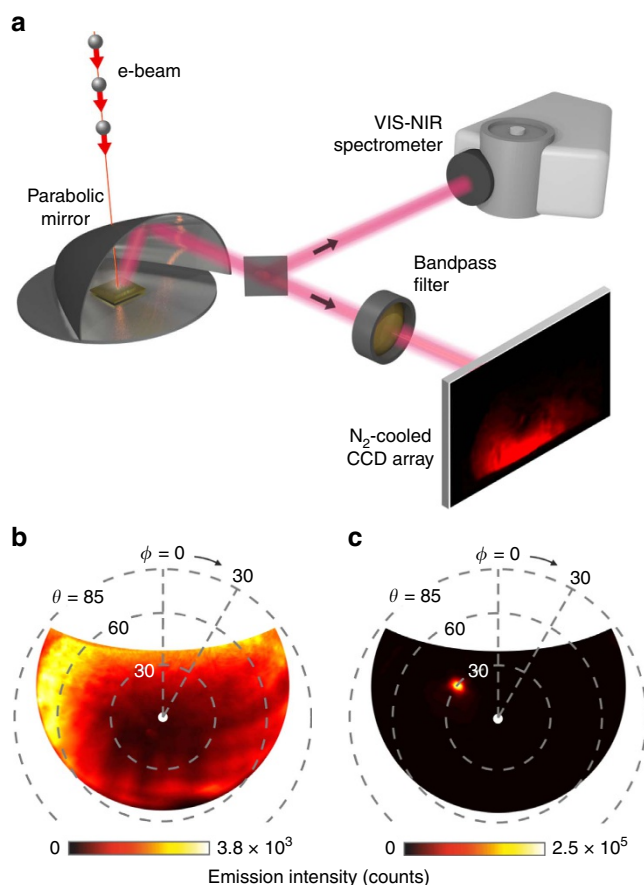 a
e-beam
VIS-NIR
spectrometer
Parabolic
mirror
Bandpass
filter
N₂-cooled
CCD array
b
ϕ = 0
30
θ = 85
60
30
0
3.8 × 10³
c
ϕ = 0
30
θ = 85
60
30
0
2.5 × 10⁵
Emission intensity (counts)